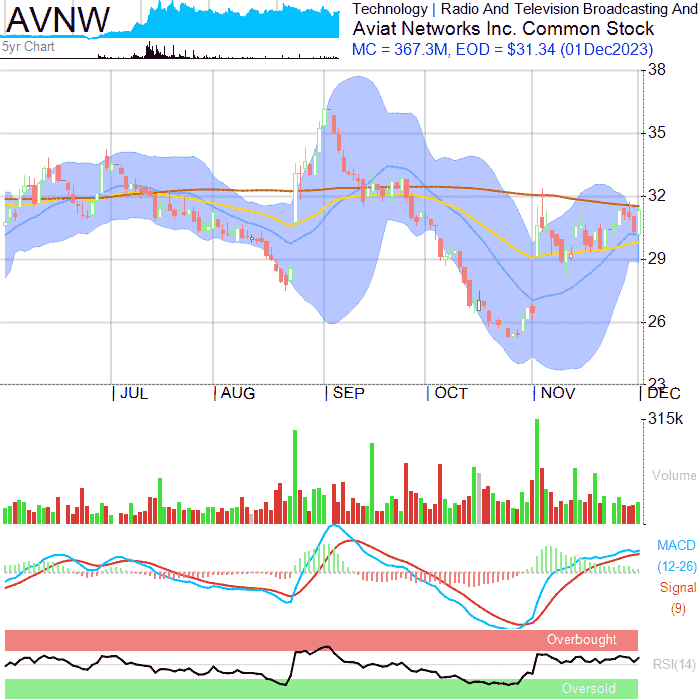 AVNW
5yr Chart
Technology | Radio And Television Broadcasting And
Aviat Networks Inc. Common Stock
MC = 367.3M, EOD = $31.34 (01Dec2023)
38
35
32
29
26
23
JUL AUG SEP OCT NOV DEC
315k
Volume
MACD
(12-26)
Signal
(9)
Overbought
RSI(14)
Oversold